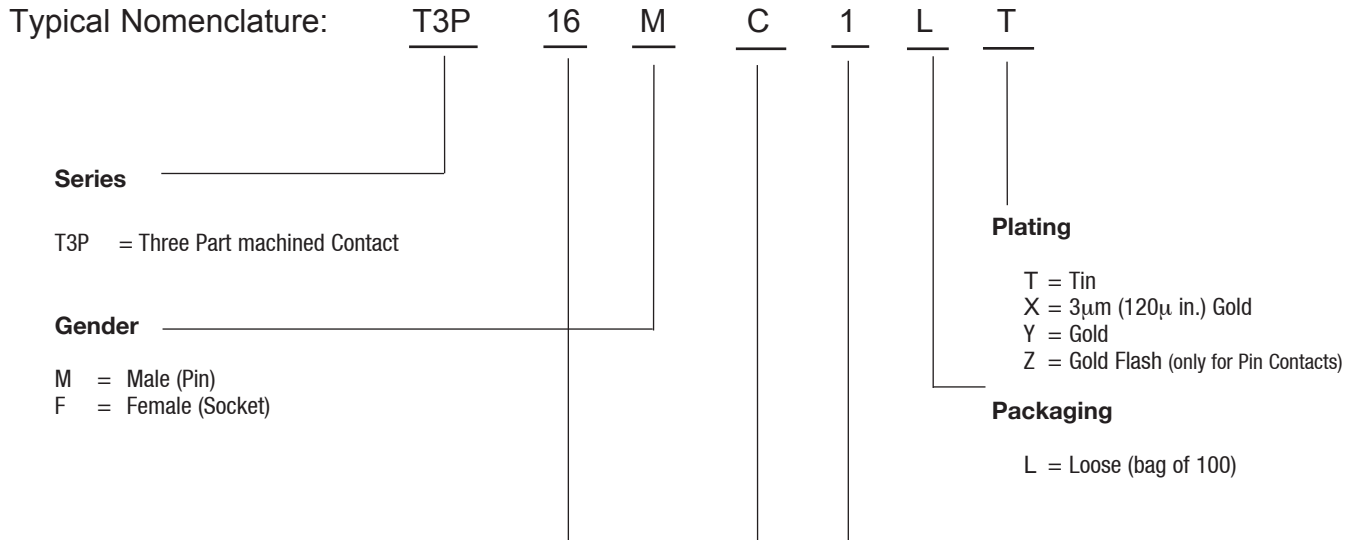 Typical Nomenclature: T3P 16 M C 1 L T
Series
T3P = Three Part machined Contact
Gender
M = Male (Pin)
F = Female (Socket)
Plating
T = Tin
X = 3μm (120μ in.) Gold
Y = Gold
Z = Gold Flash (only for Pin Contacts)
Packaging
L = Loose (bag of 100)